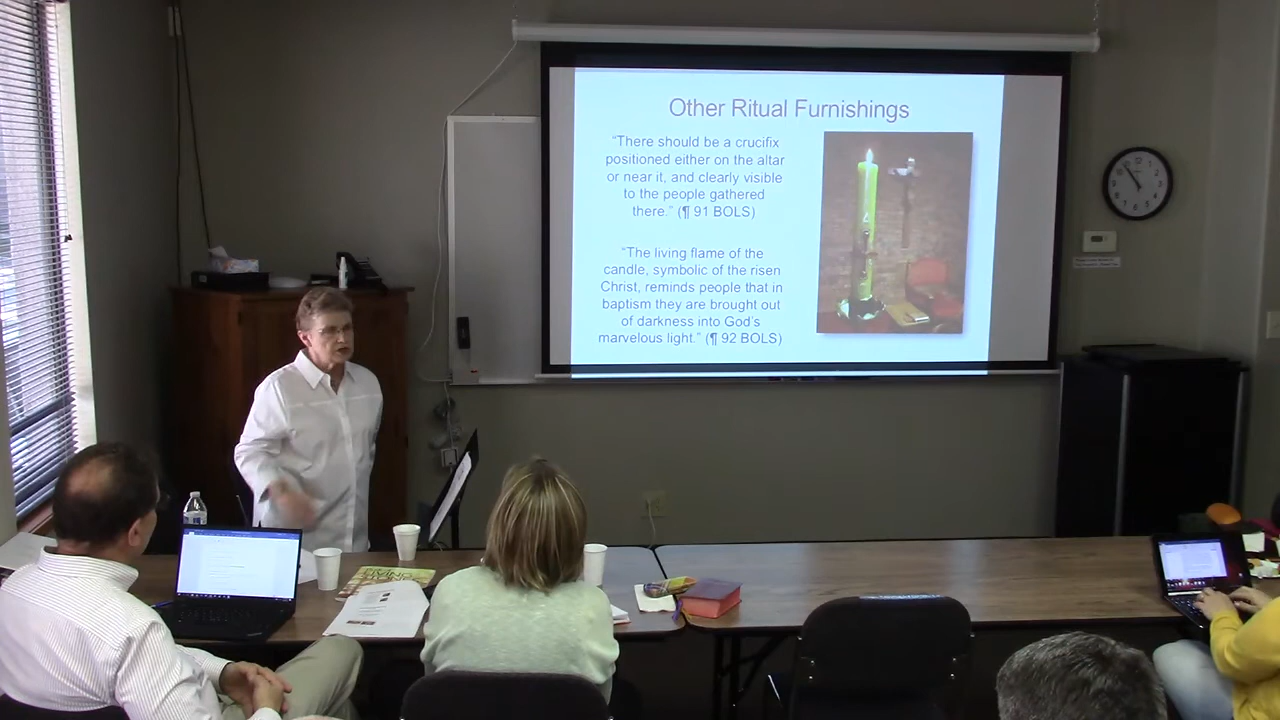 Other Ritual Furnishings
“There should be a crucifix
positioned either on the altar
or near it, and clearly visible
to the people gathered
there.” (¶ 91 BOLS)
“The living flame of the
candle, symbolic of the risen
Christ, reminds people that in
baptism they are brought out
of darkness into God’s
marvelous light.” (¶ 92 BOLS)